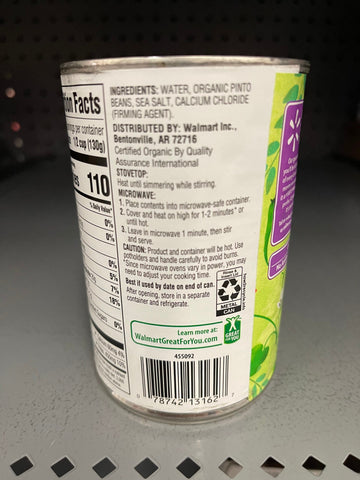 on Facts
ings per container
1/2 cup (130g)
es 110
% Daily Value*
0%
0%
0%
5%
7%
18%
0%
0%
4%
INGREDIENTS: WATER, ORGANIC PINTO
BEANS, SEA SALT, CALCIUM CHLORIDE
(FIRMING AGENT).
DISTRIBUTED BY: Walmart Inc.,
Bentonville, AR 72716
Certified Organic By Quality
Assurance International
STOVETOP:
Heat until simmering while stirring.
MICROWAVE:
1. Place contents into microwave-safe container.
2. Cover and heat on high for 1-2 minutes* or
until hot.
3. Leave in microwave 1 minute, then stir
and serve.
CAUTION: Product and container will be hot. Use
potholders and handle carefully to avoid burns.
*Since microwave ovens vary in power, you may
need to adjust your cooking time.
Best if used by date on end of can.
After opening, store in a separate
container and refrigerate.
METAL
CAN
Learn more at:
WalmartGreatForYou.com
GREAT
FOR YOU
455092
0 78742 13162 7